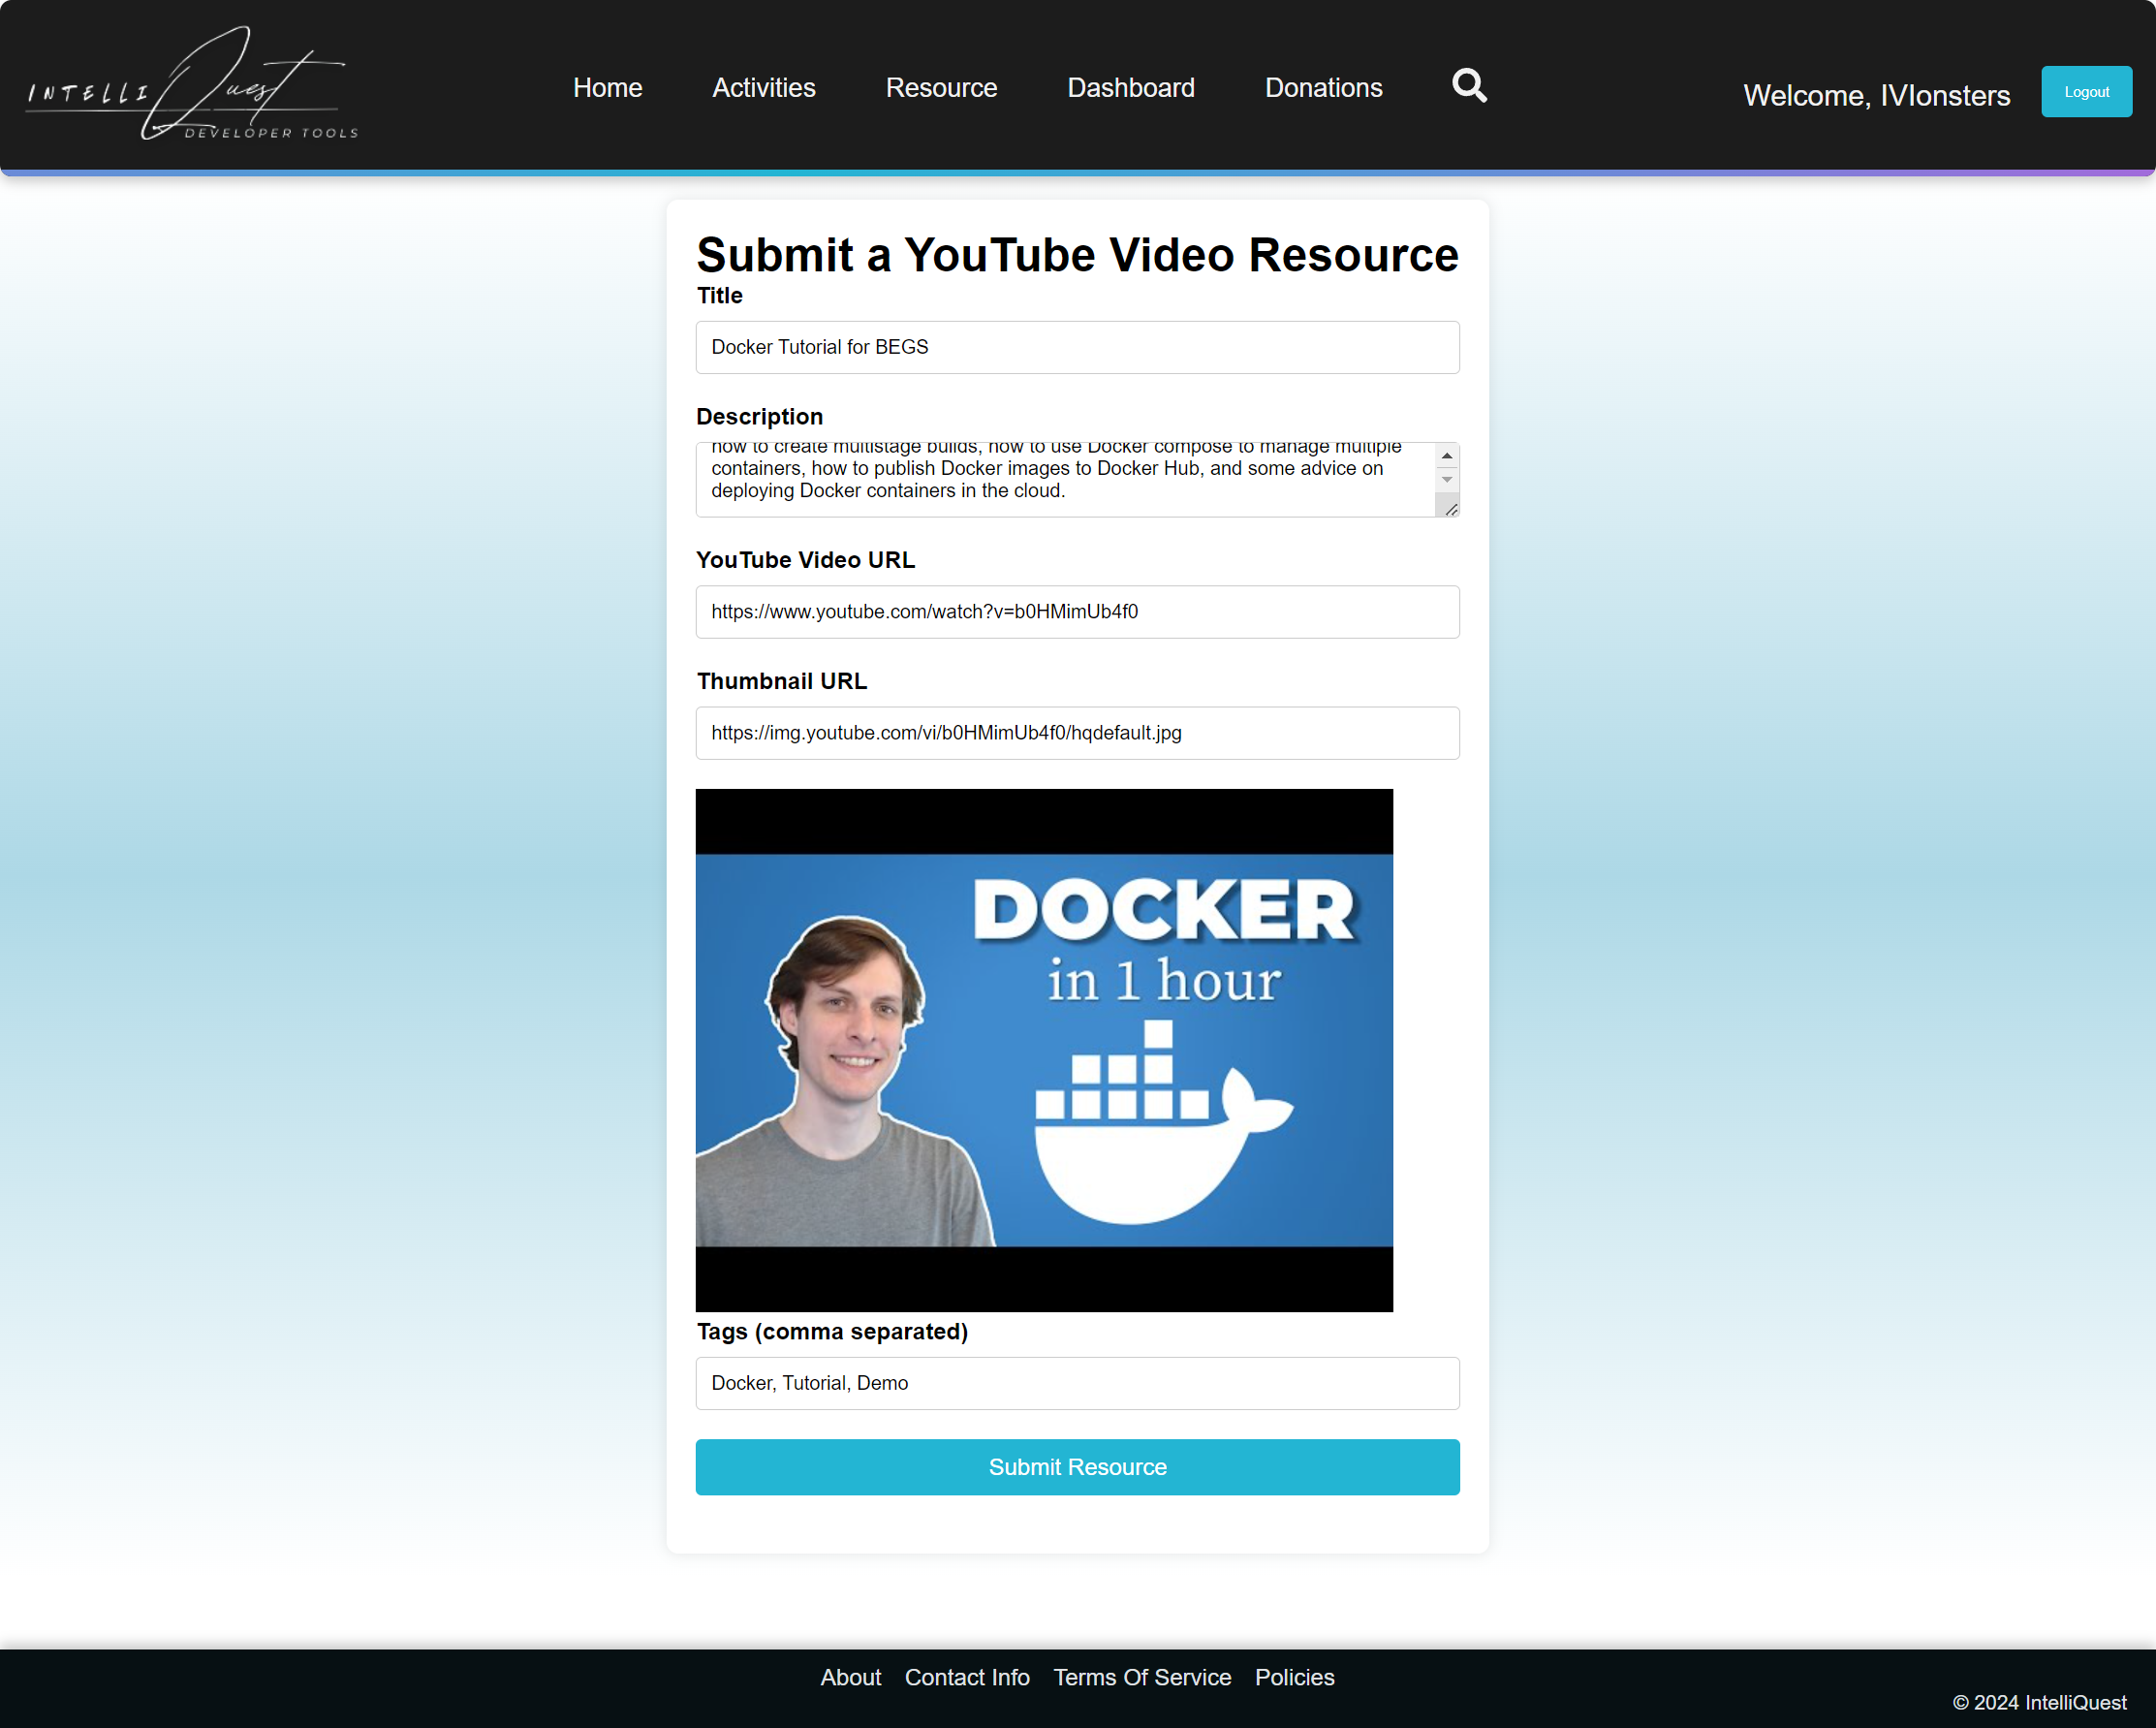 INTELLI Quest
DEVELOPER TOOLS
Home Activities Resource Dashboard Donations
Welcome, IVIonsters Logout
Submit a YouTube Video Resource
Title
Docker Tutorial for BEGS
Description
how to create multistage builds, how to use Docker compose to manage multiple
containers, how to publish Docker images to Docker Hub, and some advice on
deploying Docker containers in the cloud.
YouTube Video URL
https://www.youtube.com/watch?v=b0HMimUb4f0
Thumbnail URL
https://img.youtube.com/vi/b0HMimUb4f0/hqdefault.jpg
DOCKER
in 1 hour
Tags (comma separated)
Docker, Tutorial, Demo
Submit Resource
About Contact Info Terms Of Service Policies
© 2024 IntelliQuest